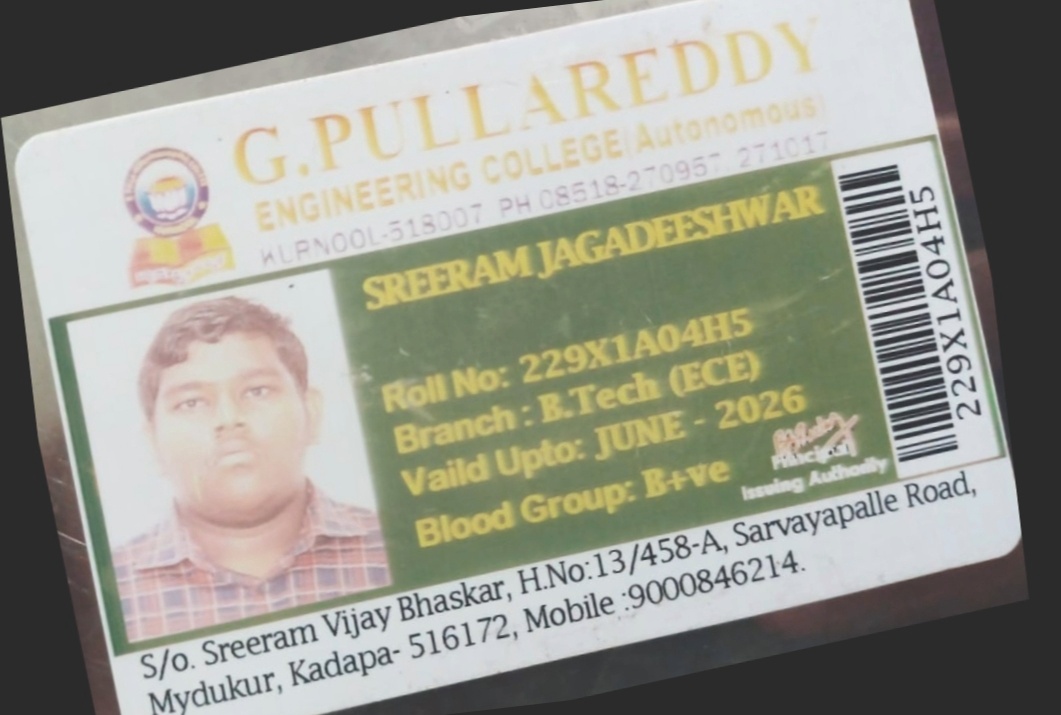 G.PULLAREDDY
ENGINEERING COLLEGE(Autonomous)
KURNOOL-518007 PH 08518-270957 271017
SREERAM JAGADEESHWAR
Roll No: 229X1A04H5
Branch : B.Tech (ECE)
Vaild Upto: JUNE - 2026
Blood Group: B+ve
Principal
Issuing Authority
229X1A04H5
S/o. Sreeram Vijay Bhaskar, H.No:13/458-A, Sarvayapalle Road,
Mydukur, Kadapa- 516172, Mobile :9000846214.